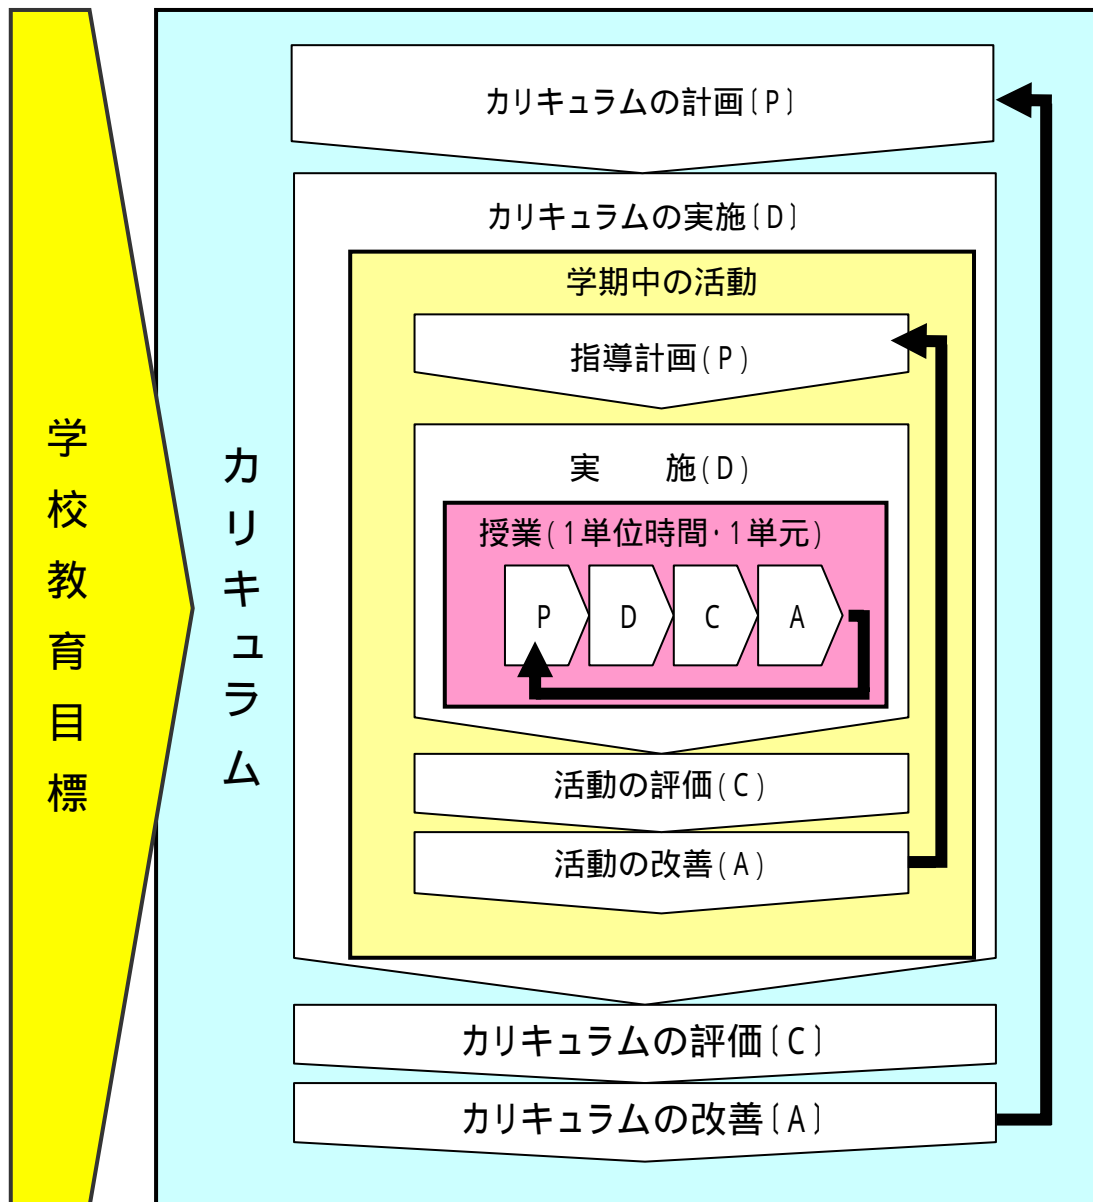 学校教育目標
カリキュラム
カリキュラムの計画〔P〕
カリキュラムの実施〔D〕
学期中の活動
指導計画(P)
実　　施(D)
授業(1単位時間・1単元)
P
D
C
A
活動の評価(C)
活動の改善(A)
カリキュラムの評価〔C〕
カリキュラムの改善〔A〕